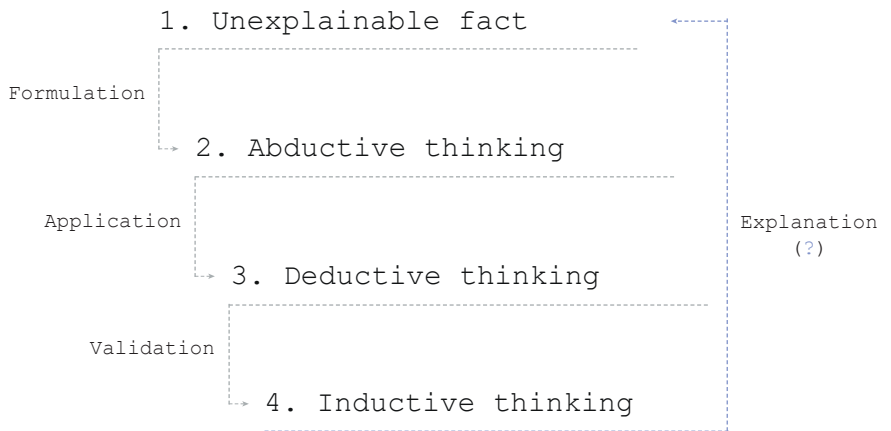 1. Unexplainable fact
Formulation
2. Abductive thinking
Application
Explanation
(?)
3. Deductive thinking
Validation
4. Inductive thinking